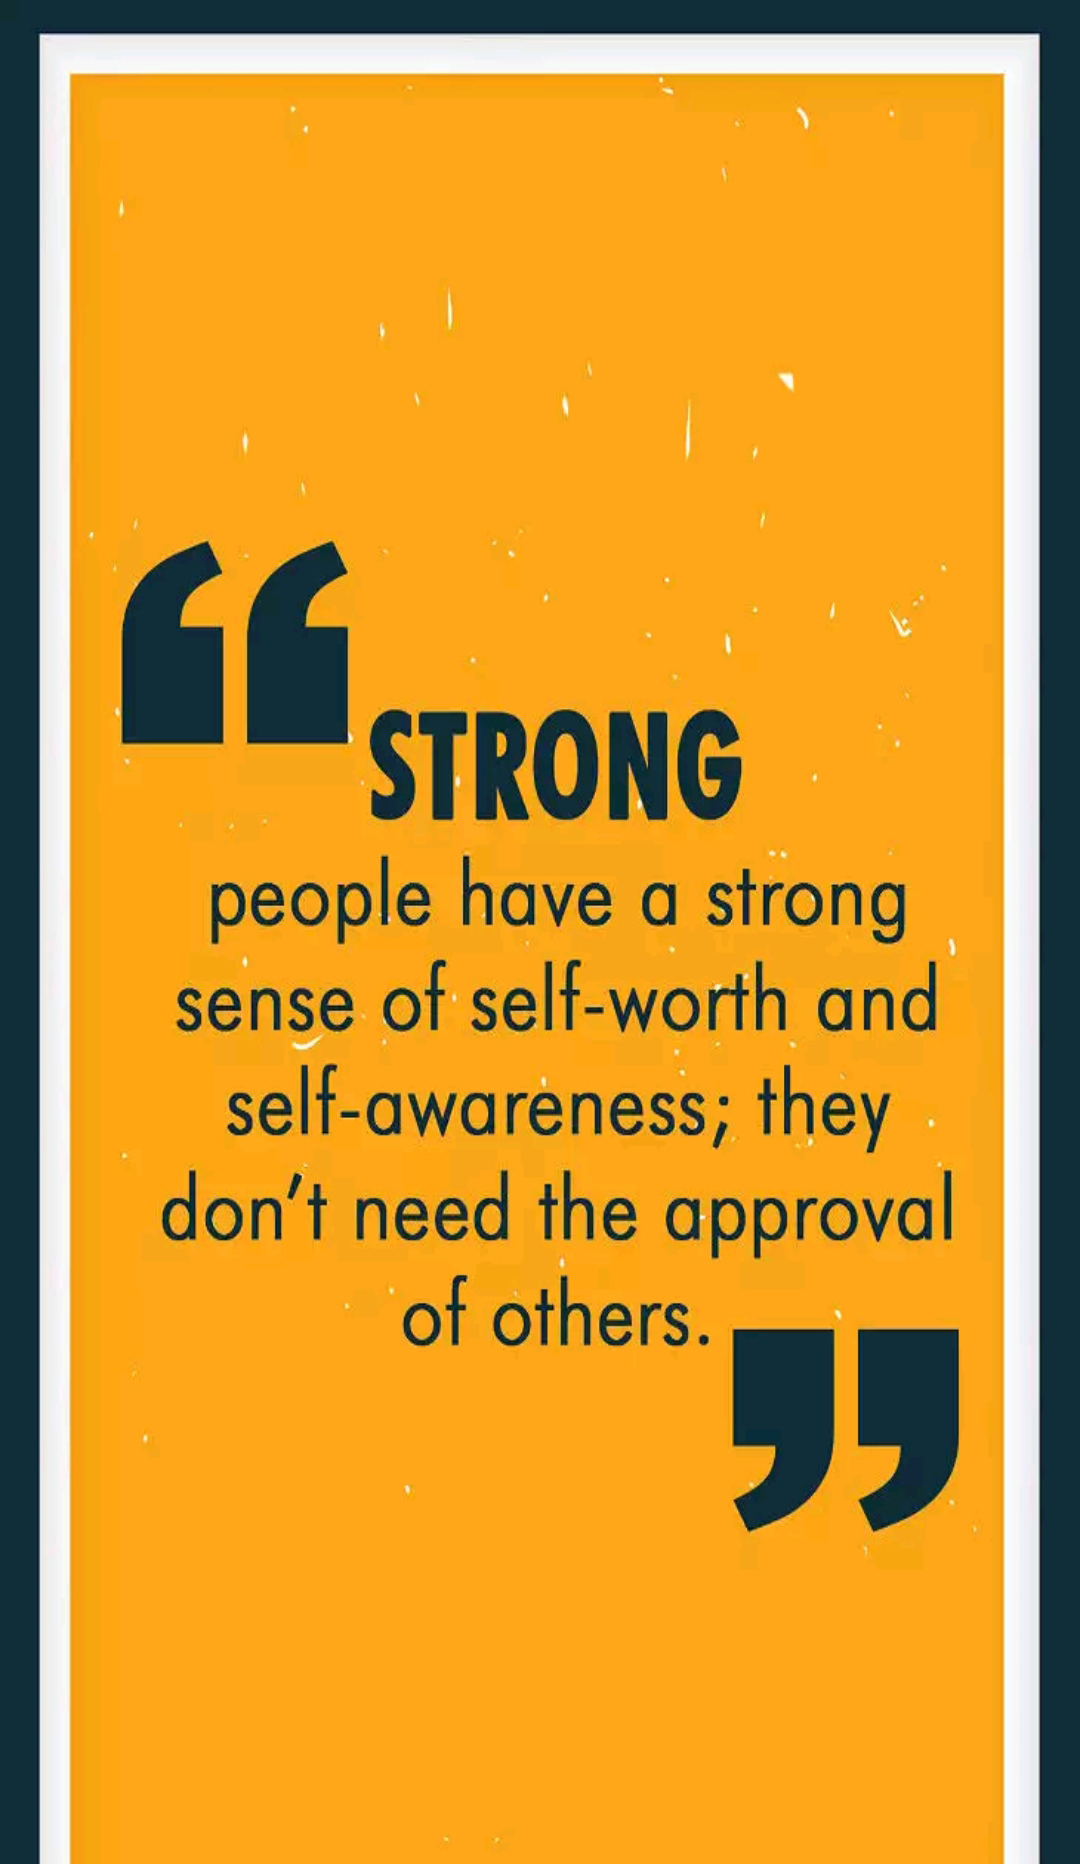 “STRONG
people have a strong
sense of self-worth and
self-awareness; they
don’t need the approval
of others.”